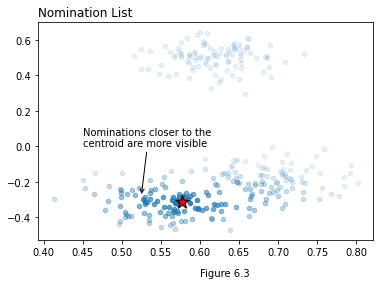 Nomination List
0.6
0.4
0.2
0.0
−0.2
−0.4
Nominations closer to the
centroid are more visible
0.40 0.45 0.50 0.55 0.60 0.65 0.70 0.75 0.80
Figure 6.3